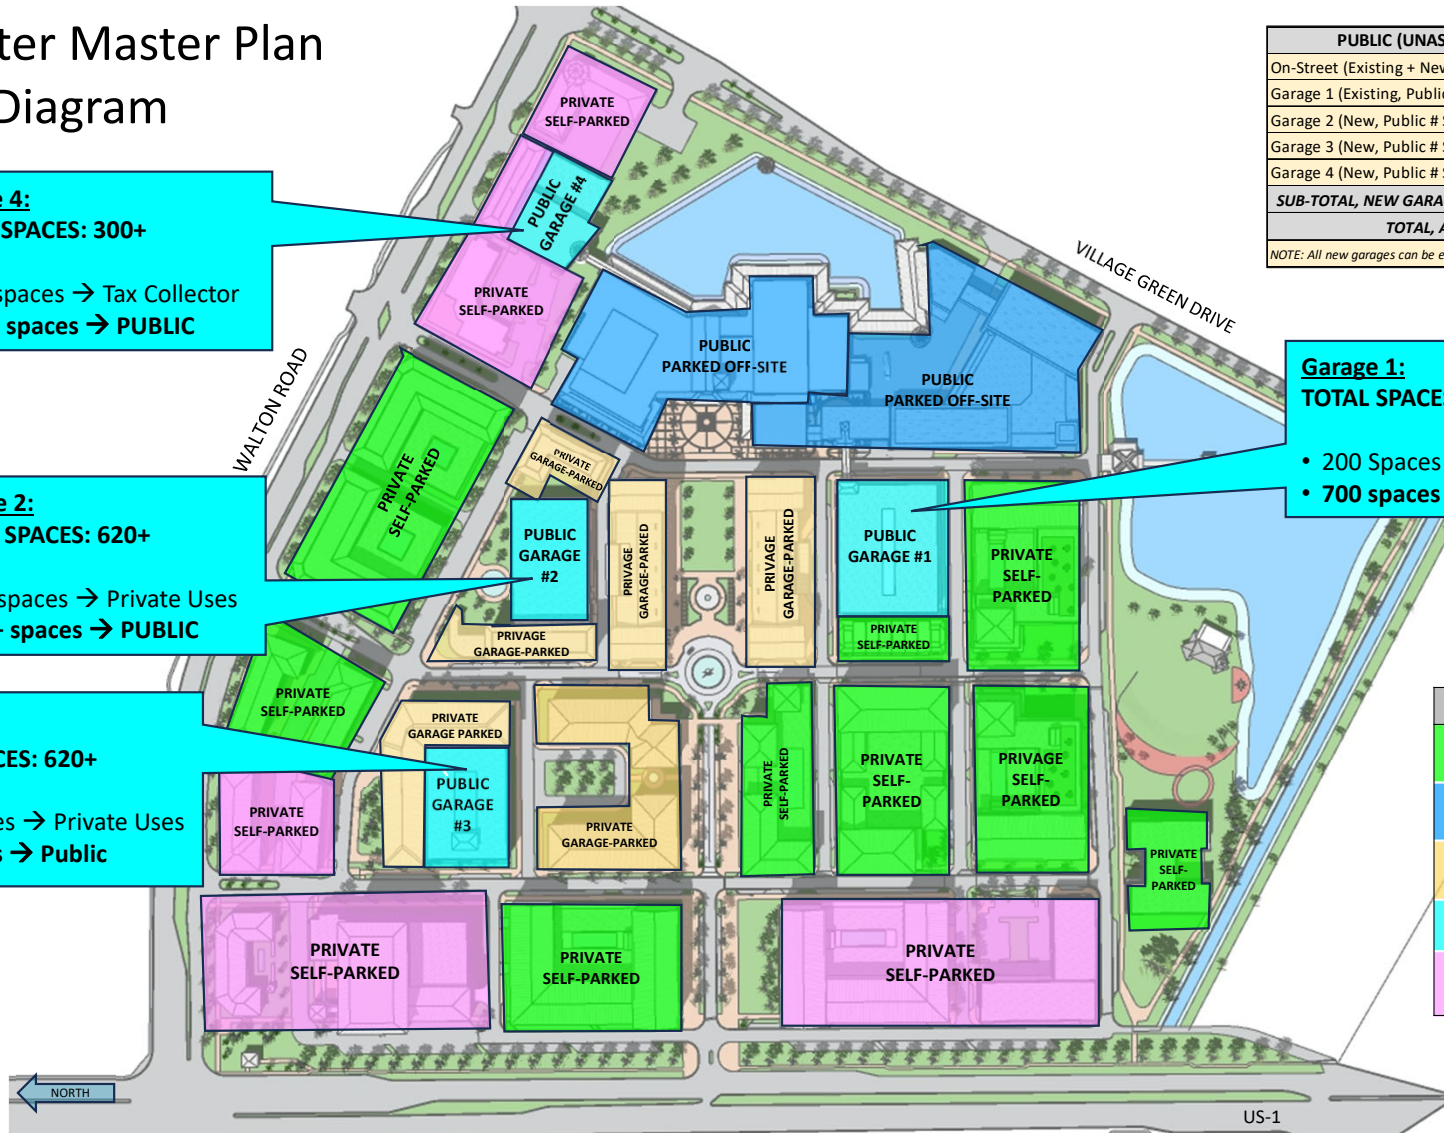 ter Master Plan
Diagram
PUBLIC (UNAS
On-Street (Existing + New
Garage 1 (Existing, Public
Garage 2 (New, Public # S
Garage 3 (New, Public # S
Garage 4 (New, Public # S
SUB-TOTAL, NEW GARA
TOTAL, A
NOTE: All new garages can be e
e 4:
SPACES: 300+
spaces → Tax Collector
spaces → PUBLIC
PRIVATE
SELF-PARKED
PUBLIC
GARAGE #4
PRIVATE
SELF-PARKED
VILLAGE GREEN DRIVE
WALTON ROAD
PUBLIC
PARKED OFF-SITE
PUBLIC
PARKED OFF-SITE
Garage 1:
TOTAL SPACES
• 200 Spaces
• 700 spaces
PRIVATE
SELF-PARKED
PRIVATE
GARAGE-PARKED
e 2:
SPACES: 620+
spaces → Private Uses
- spaces → PUBLIC
PUBLIC
GARAGE
#2
PRIVAGE
GARAGE-PARKED
PRIVAGE
GARAGE-PARKED
PUBLIC
GARAGE #1
PRIVATE
SELF-
PARKED
PRIVATE
SELF-PARKED
PRIVAGE
GARAGE-PARKED
PRIVATE
SELF-PARKED
CES: 620+
es → Private Uses
s → Public
PRIVATE
GARAGE PARKED
PUBLIC
GARAGE
#3
PRIVATE
GARAGE-PARKED
PRIVATE
SELF-PARKED
PRIVATE
SELF-
PARKED
PRIVAGE
SELF-
PARKED
PRIVATE
SELF-PARKED
PRIVATE
SELF-
PARKED
PRIVATE
SELF-PARKED
PRIVATE
SELF-PARKED
PRIVATE
SELF-PARKED
NORTH
US-1